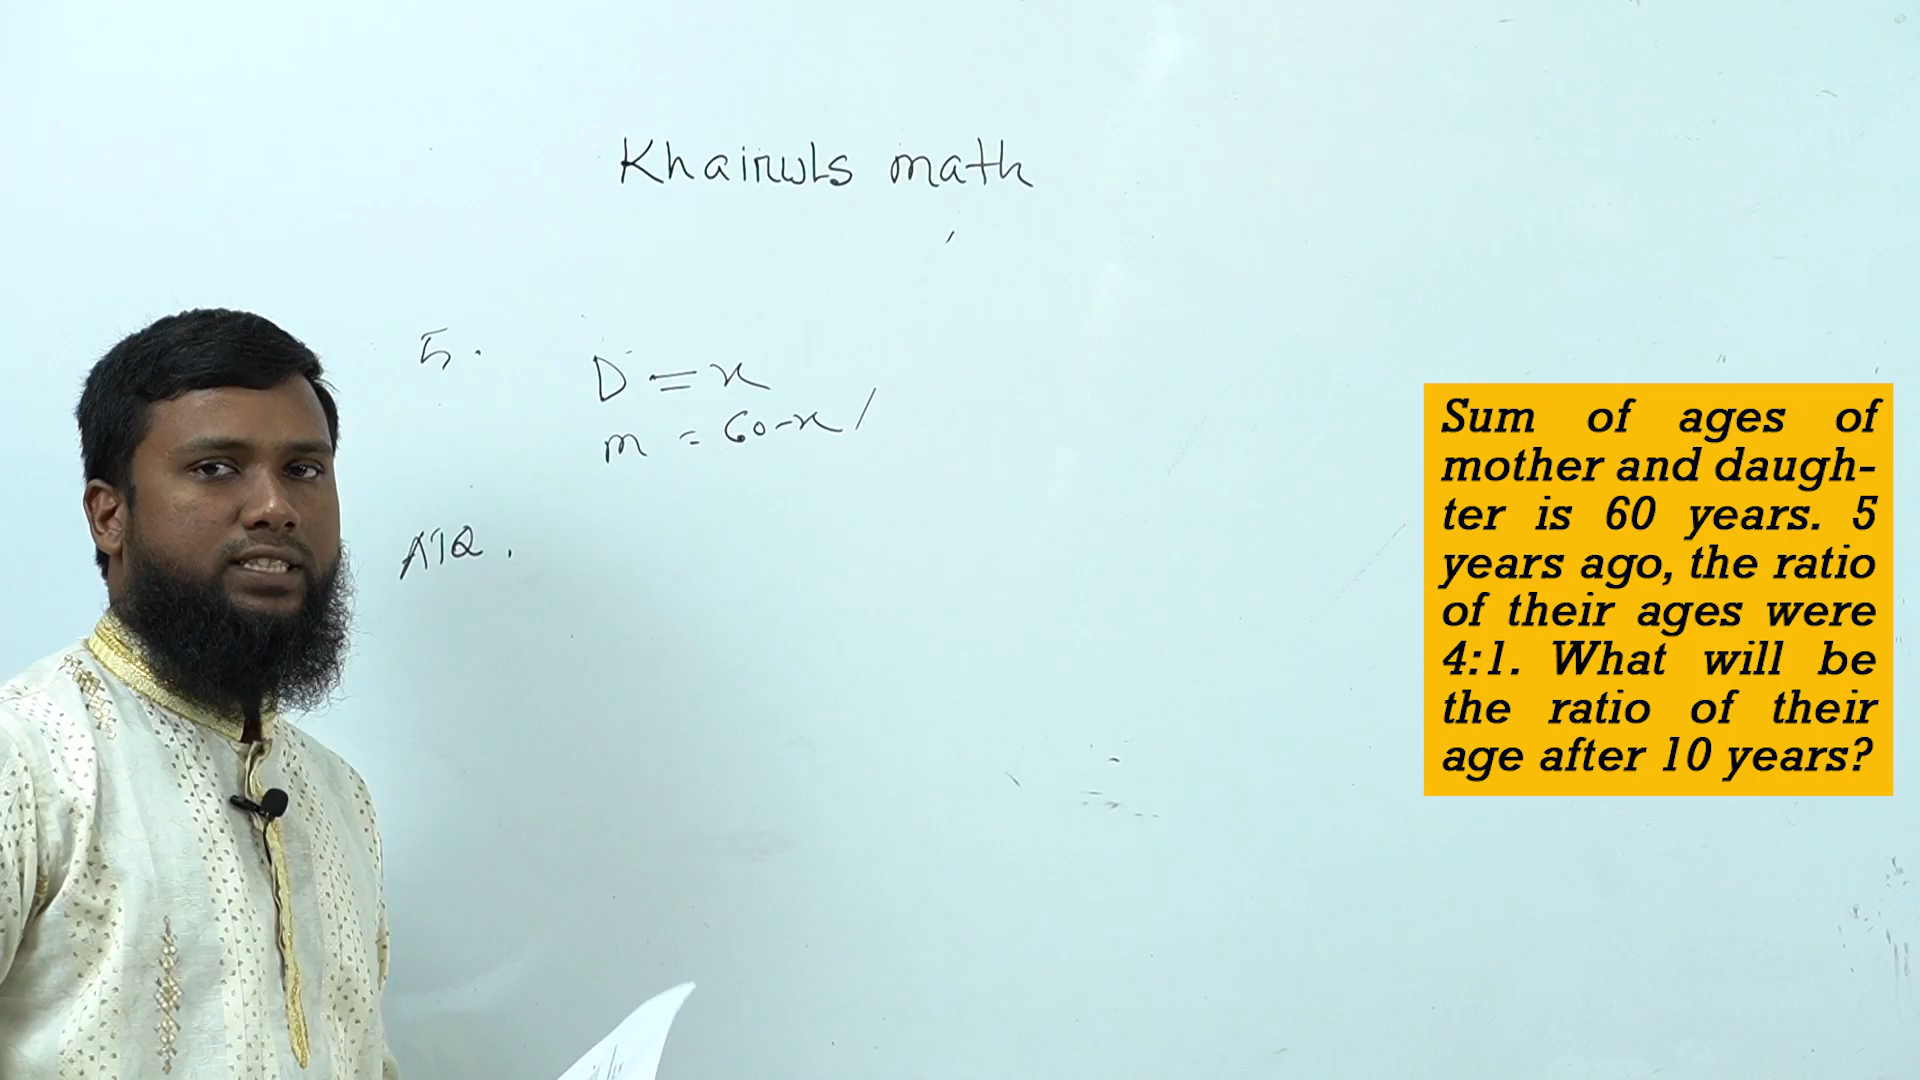 Khairuls math
5.
D = x
m = 60-x /
ATQ.
Sum of ages of
mother and daugh-
ter is 60 years. 5
years ago, the ratio
of their ages were
4:1. What will be
the ratio of their
age after 10 years?